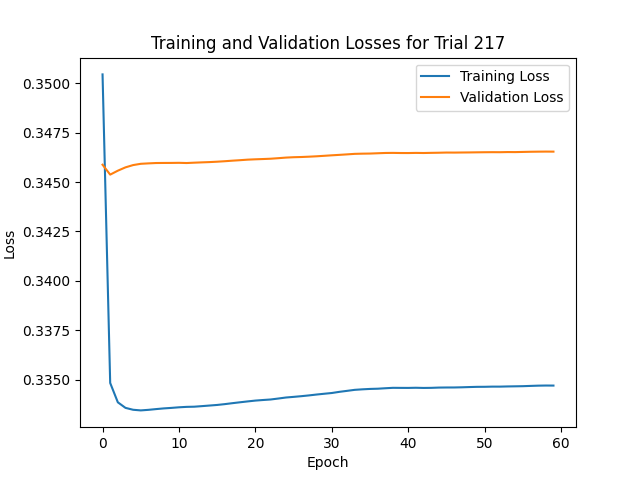 Training and Validation Losses for Trial 217
Training Loss
Validation Loss
Loss
0.3500
0.3475
0.3450
0.3425
0.3400
0.3375
0.3350
0
10
20
30
40
50
60
Epoch